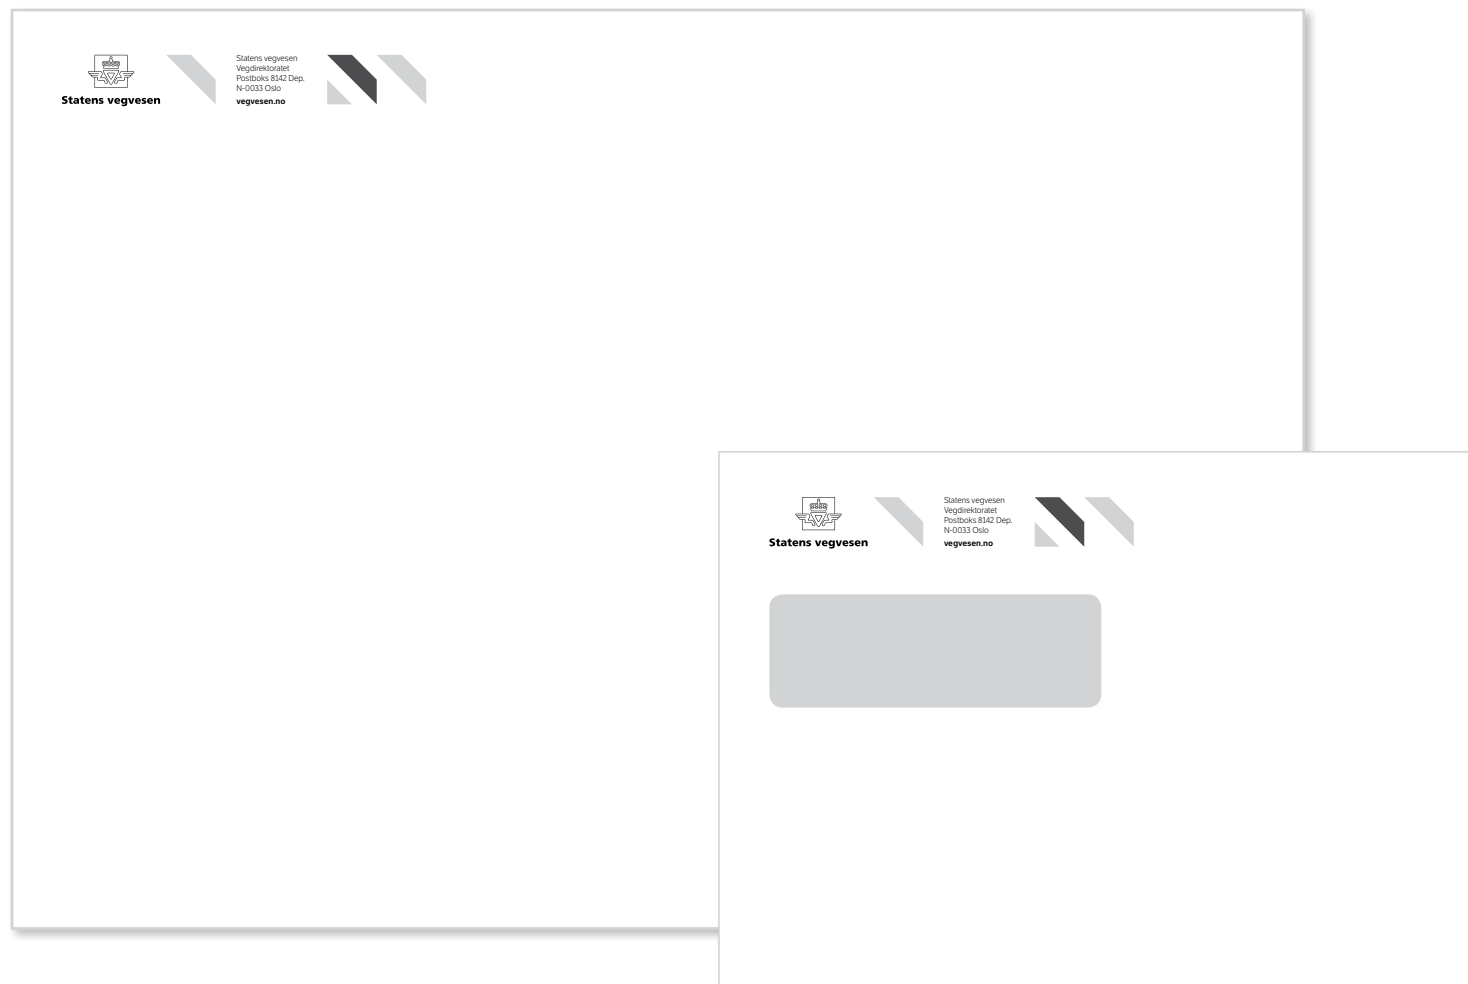 Statens vegvesen
Statens vegvesen
Vegdirektoratet
Postboks 8142 Dep.
N-0033 Oslo
vegvesen.no
Statens vegvesen
Statens vegvesen
Vegdirektoratet
Postboks 8142 Dep.
N-0033 Oslo
vegvesen.no